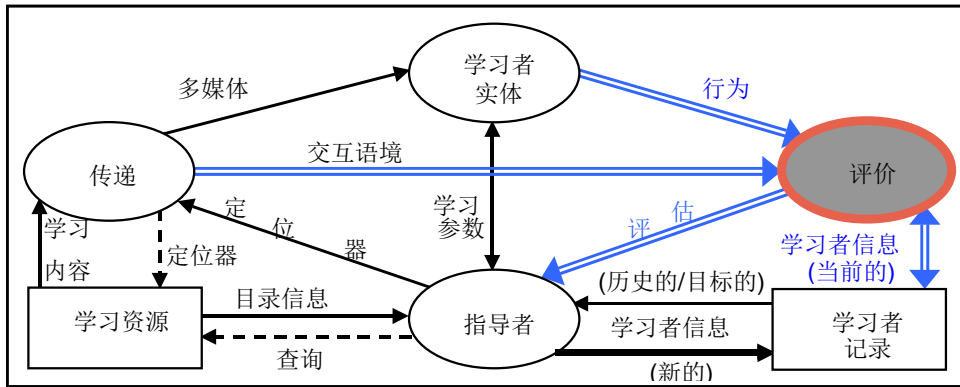 学习者
实体
多媒体
行为
交互语境
传递
评价
学习
参数
定位器
评估
学习
内容
定位器
学习者信息
(当前的)
目录信息
(历史的/目标的)
学习资源
指导者
学习者信息
学习者
记录
查询
(新的)